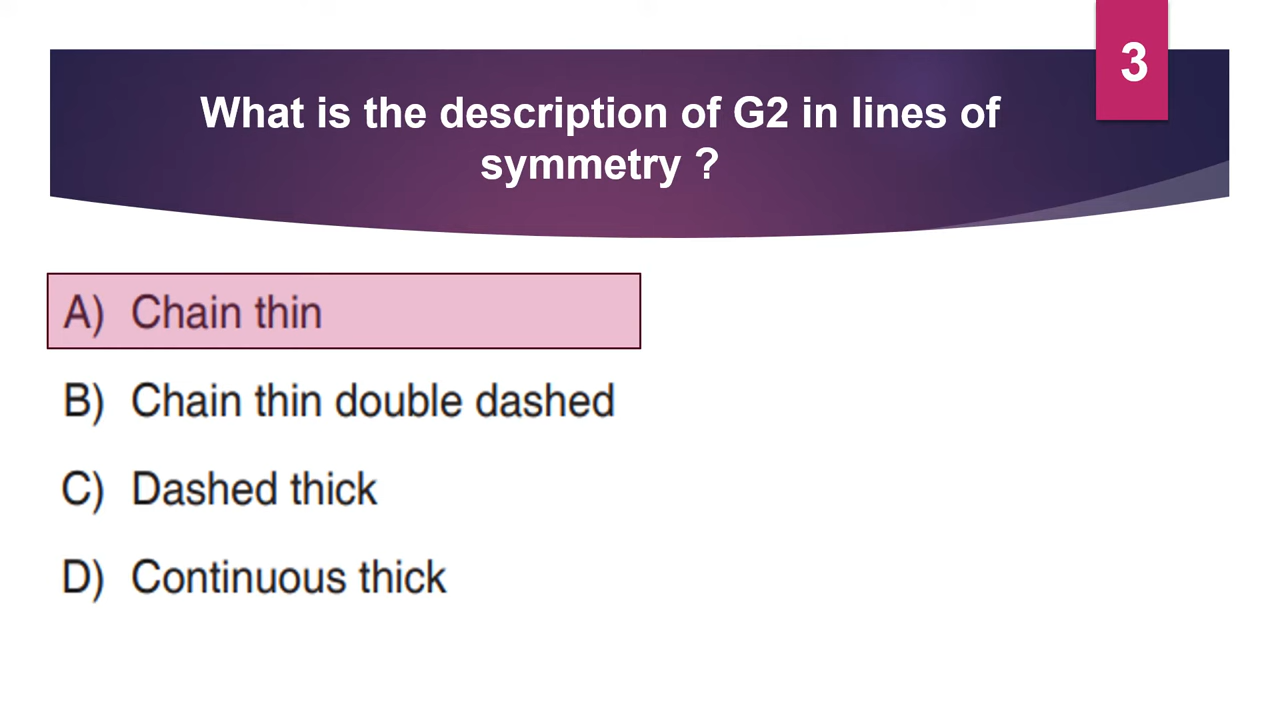 3
What is the description of G2 in lines of
symmetry ?
A) Chain thin
B) Chain thin double dashed
C) Dashed thick
D) Continuous thick